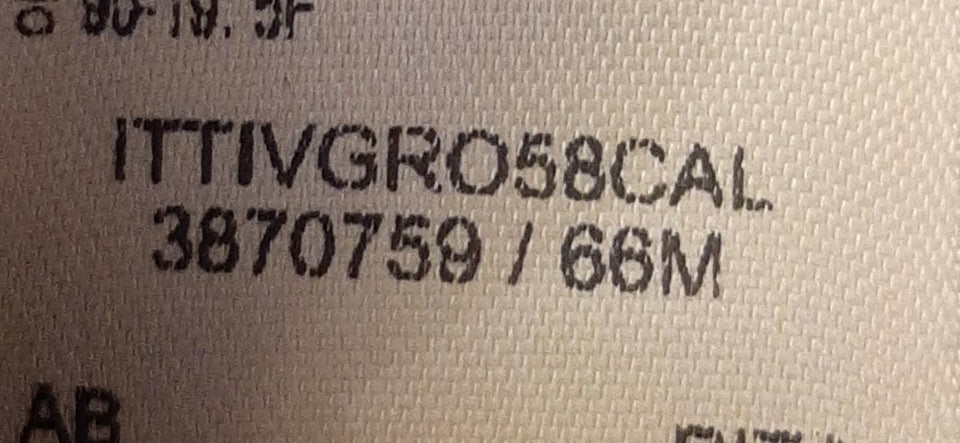 ITTIVGRO58CAL
3870759 / 66M
AB